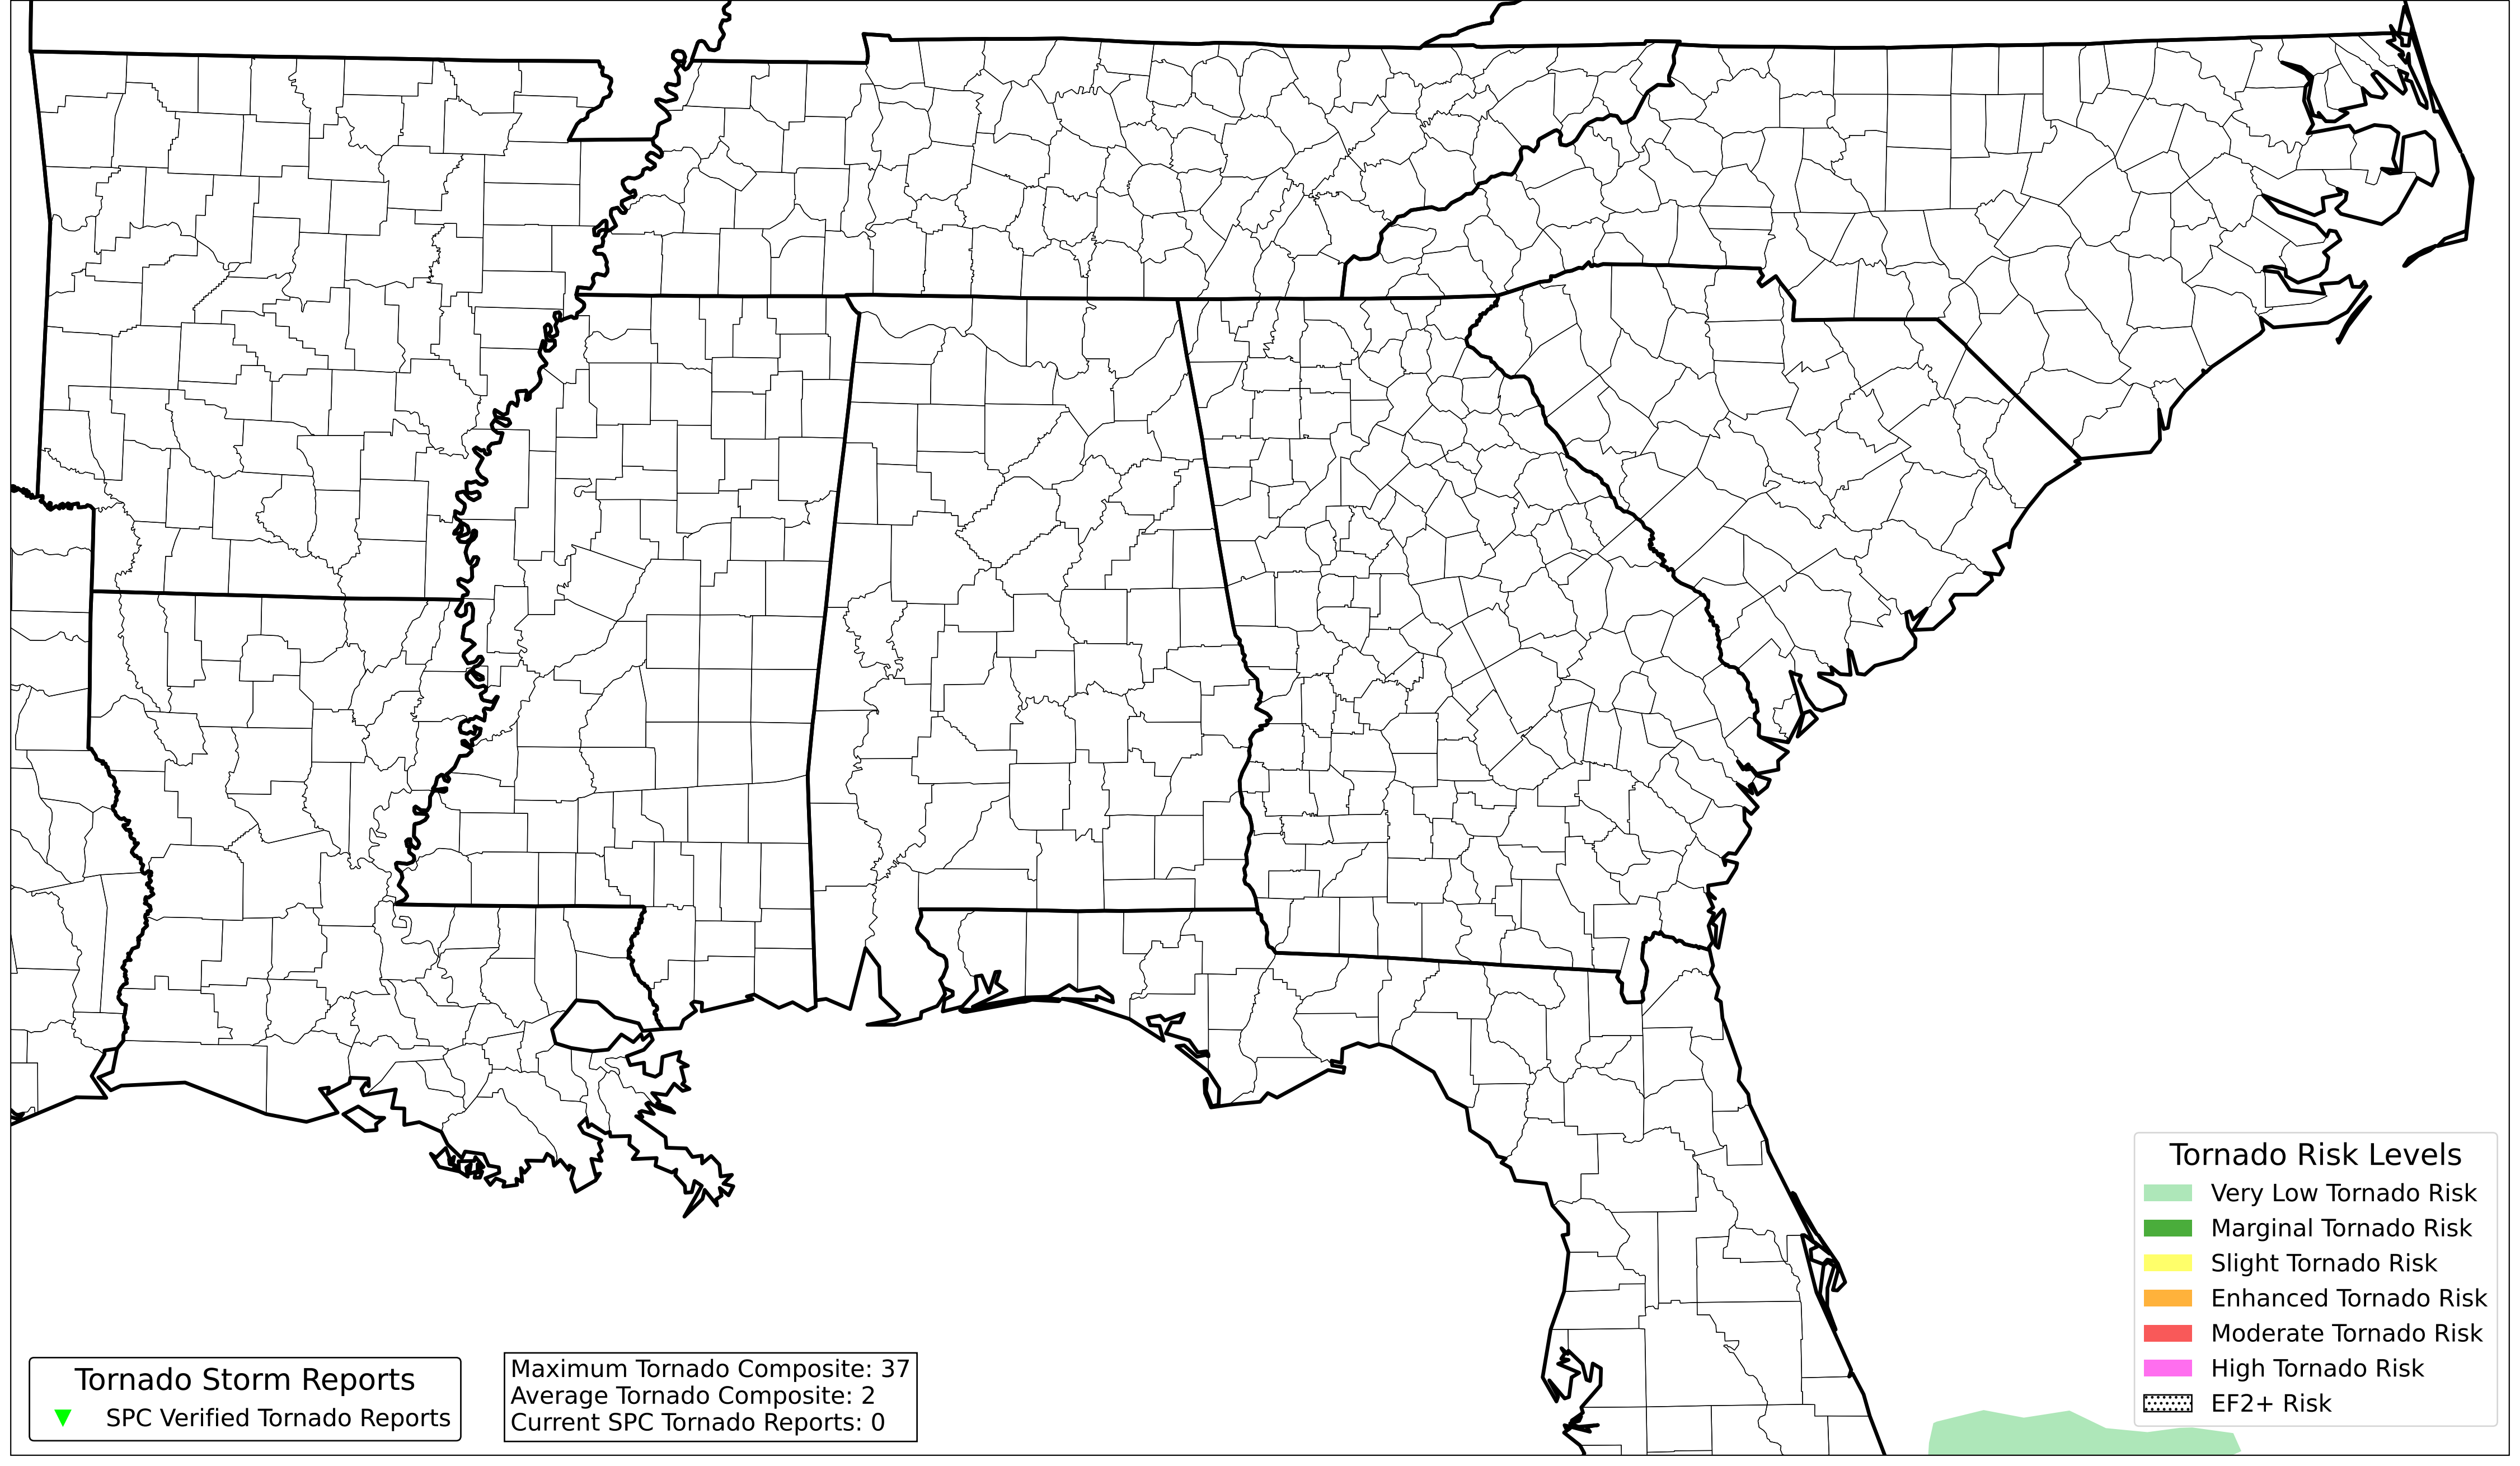 Tornado Risk Levels
Very Low Tornado Risk
Marginal Tornado Risk
Slight Tornado Risk
Enhanced Tornado Risk
Moderate Tornado Risk
High Tornado Risk
EF2+ Risk
Tornado Storm Reports
SPC Verified Tornado Reports
Maximum Tornado Composite: 37
Average Tornado Composite: 2
Current SPC Tornado Reports: 0